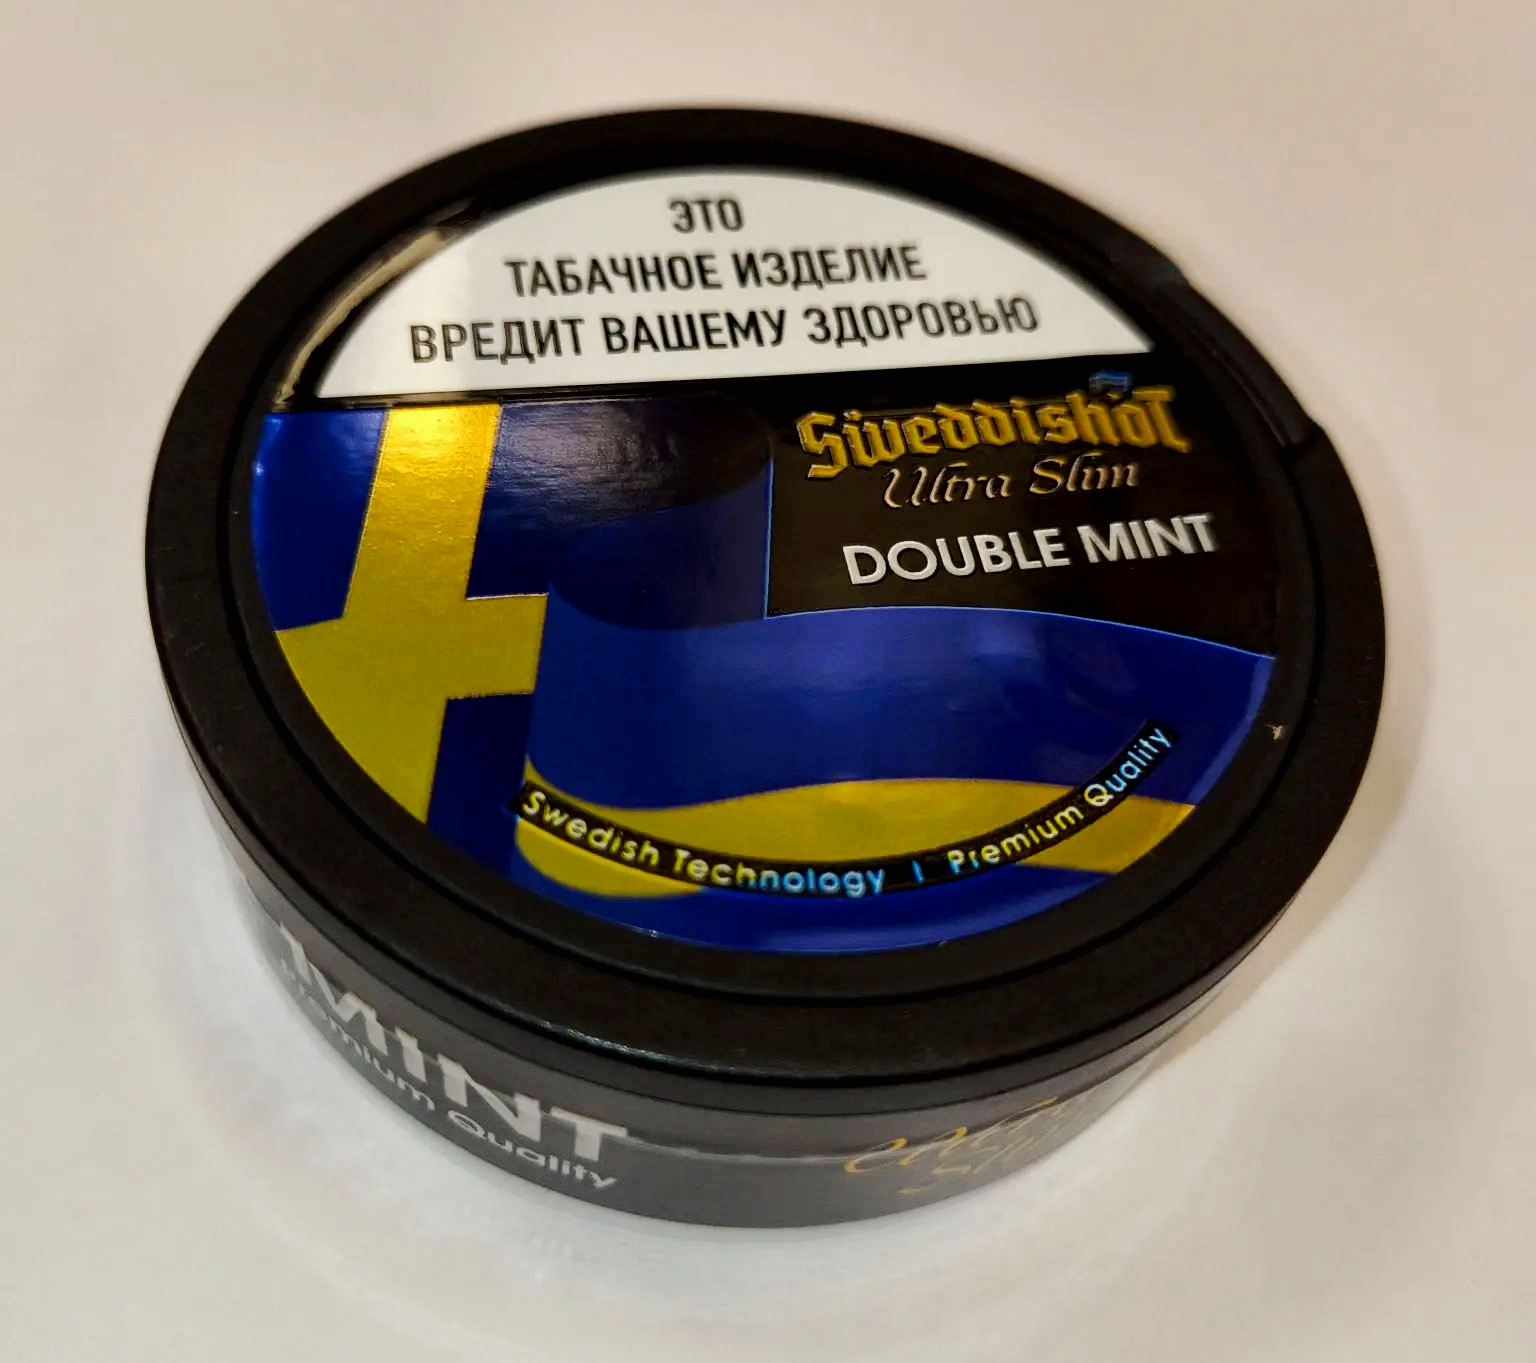 ЭТО
ТАБАЧНОЕ ИЗДЕЛИЕ
ВРЕДИТ ВАШЕМУ ЗДОРОВЬЮ
Sweddishot
Ultra Slim
DOUBLE MINT
Swedish Technology | Premium Quality
MINT
Premium Quality